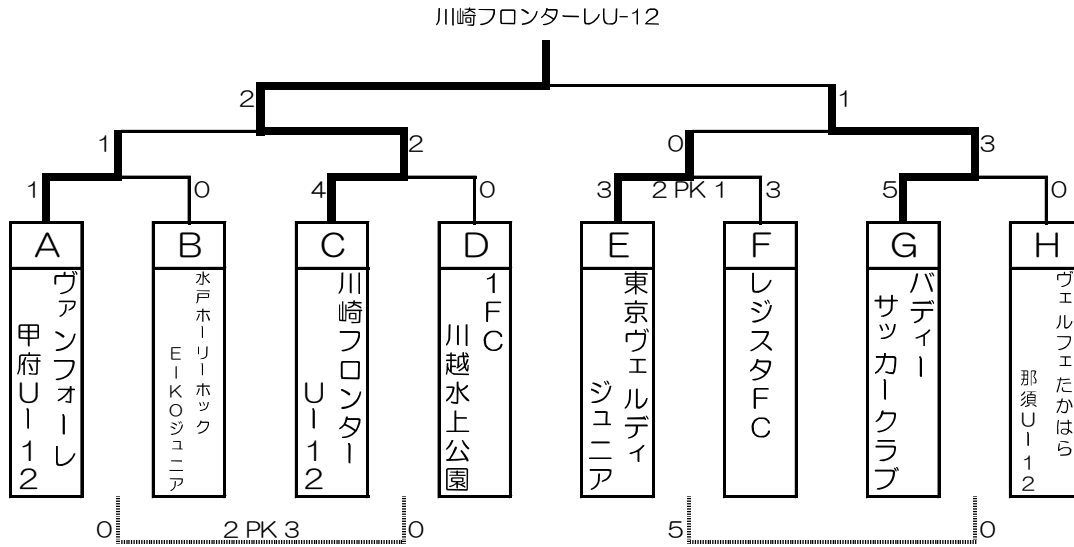 川崎フロンターレU-12
2
1
1
2
0
3
1
0
4
0
3
2 PK 1
3
5
0
A
B
C
D
E
F
G
H
ヴァンフォーレ
甲府U-12
水戸ホーリーホック
E-KOジュニア
川崎フロンター
U-12
1FC
川越水上公園
東京ヴェルディ
ジュニア
レジスタFC
バディー
サッカークラブ
ヴェルフェたかはら
那須U-12
0
2 PK 3
0
5
0